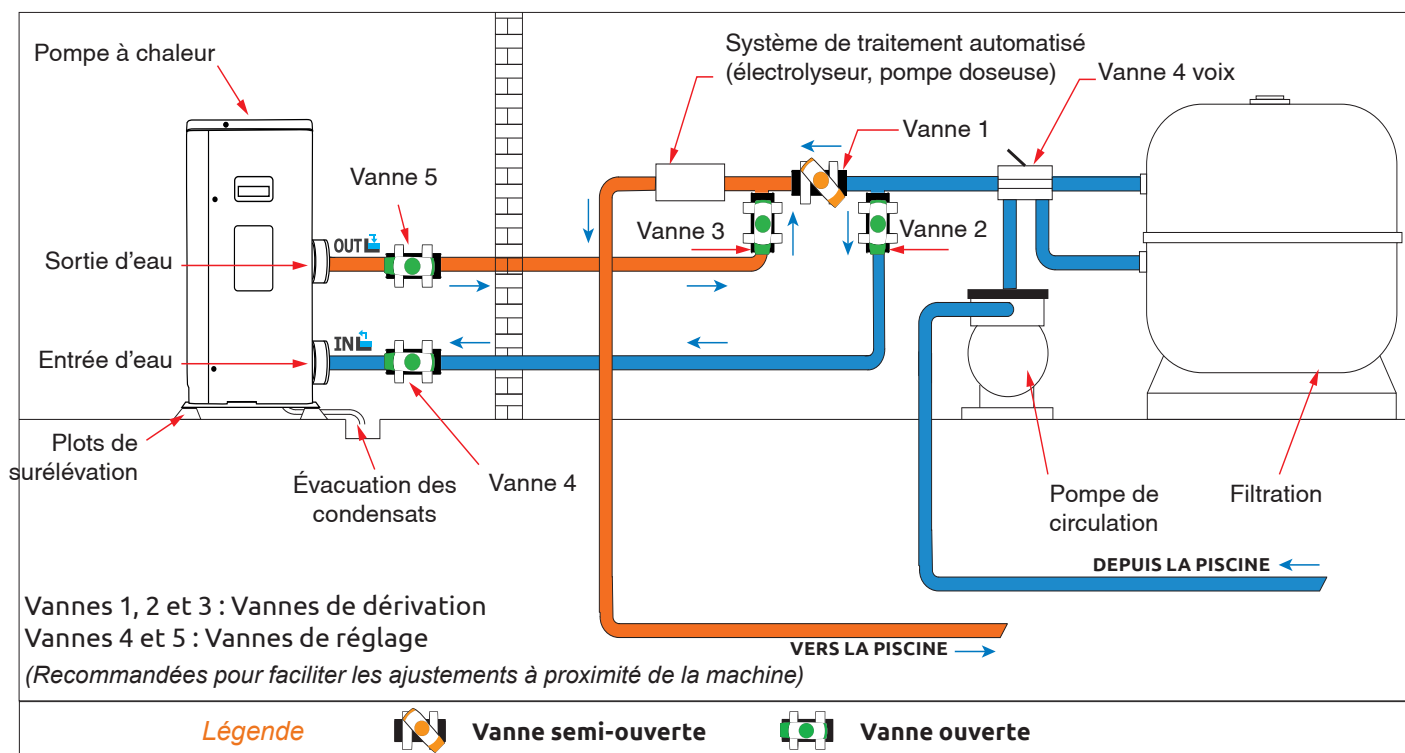 Pompe à chaleur
Système de traitement automatisé
(électrolyseur, pompe doseuse)
Vanne 4 voix
Vanne 1
Vanne 5
Vanne 3
Vanne 2
OUT
Sortie d'eau
IN
Entrée d'eau
Plots de
surélévation
Évacuation des
condensats
Vanne 4
Pompe de
circulation
Filtration
DEPUIS LA PISCINE
Vannes 1, 2 et 3 : Vannes de dérivation
Vannes 4 et 5 : Vannes de réglage
VERS LA PISCINE
(Recommandées pour faciliter les ajustements à proximité de la machine)
Légende
Vanne semi-ouverte
Vanne ouverte